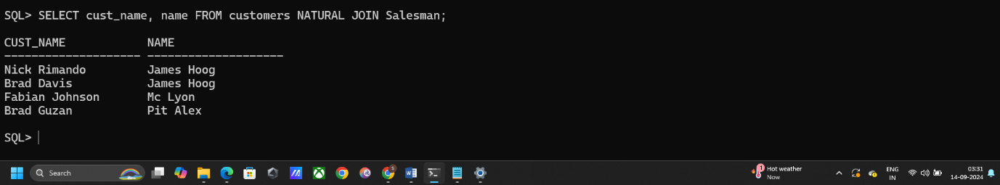 SQL> SELECT cust_name, name FROM customers NATURAL JOIN Salesman;
CUST_NAME NAME
--------------------- ---------------------
Nick Rimando James Hoog
Brad Davis James Hoog
Fabian Johnson Mc Lyon
Brad Guzan Pit Alex
SQL>
Search
1
Hot weather
Now
ENG
IN
03:31
14-09-2024